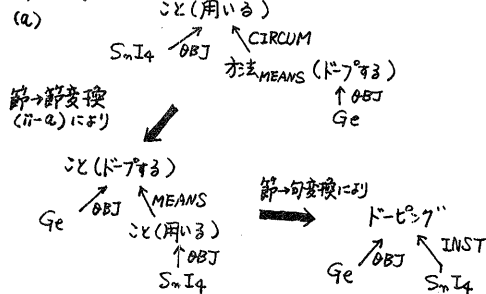 (a)
こと(用いる)
SnI4 OBJ CIRCUM
方法MEANS(ドープする)
↑OBJ
Ge
節→節変換
(ii-a)により
こと(ドープする)
Ge OBJ MEANS
こと(用いる)
↑OBJ
SnI4
節→句変換により
ドーピング
Ge OBJ INST
SnI4